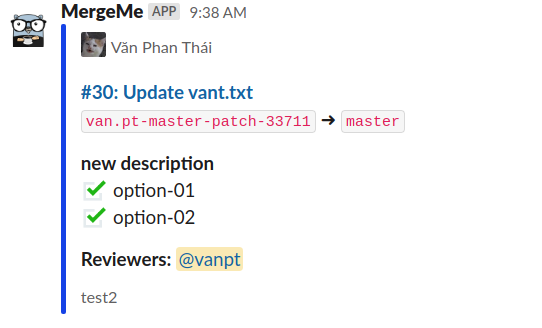 MergeMe APP 9:38 AM
Văn Phan Thái
#30: Update vant.txt
van.pt-master-patch-33711 ➜ master
new description
option-01
option-02
Reviewers: @vanpt
test2